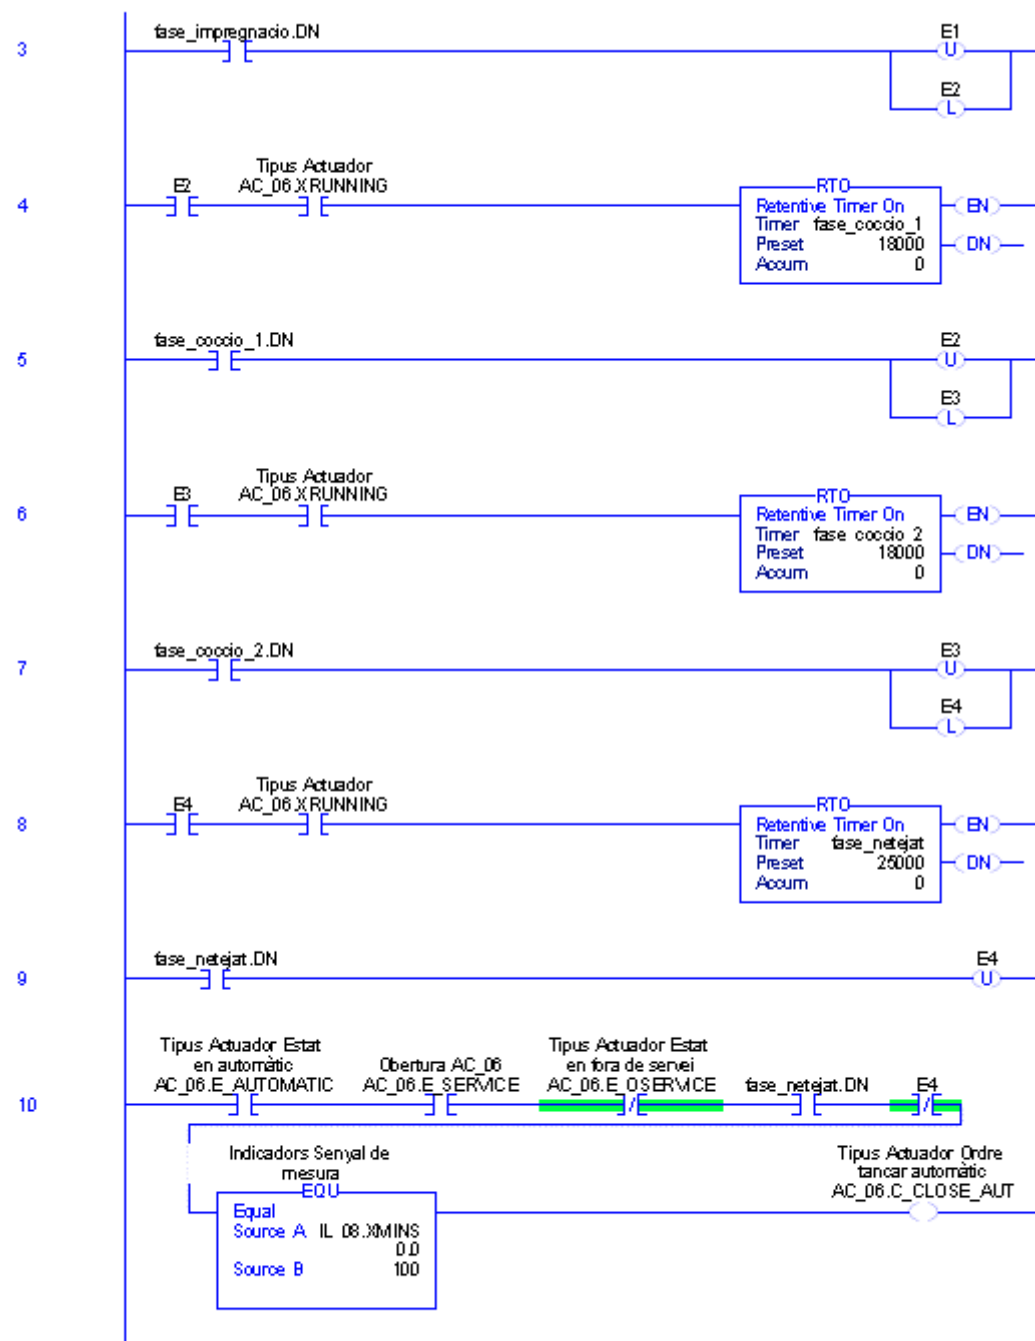 3
fase_impregnacio.DN
E1
U
E2
L
4
E2
Tipus Actuador
AC_06.XRUNNING
RTO
Retentive Timer On
Timer fase_coccio_1
Preset 18000
Accum 0
EN
DN
5
fase_coccio_1.DN
E2
U
E3
L
6
E3
Tipus Actuador
AC_06.XRUNNING
RTO
Retentive Timer On
Timer fase_coccio_2
Preset 18000
Accum 0
EN
DN
7
fase_coccio_2.DN
E3
U
E4
L
8
E4
Tipus Actuador
AC_06.XRUNNING
RTO
Retentive Timer On
Timer fase_netejat
Preset 25000
Accum 0
EN
DN
9
fase_netejat.DN
E4
U
10
Tipus Actuador Estat
en automàtic
AC_06.E_AUTOMATIC
Obertura AC_06
AC_06.E_SERVICE
Tipus Actuador Estat
en fora de servei
AC_06.E_OSERVICE
fase_netejat.DN
E4
Indicadors Senyal de
mesura
EQU
Equal
Source A IL_08.XMINS
0.0
Source B 100
Tipus Actuador Ordre
tancar automàtic
AC_06.C_CLOSE_AUT